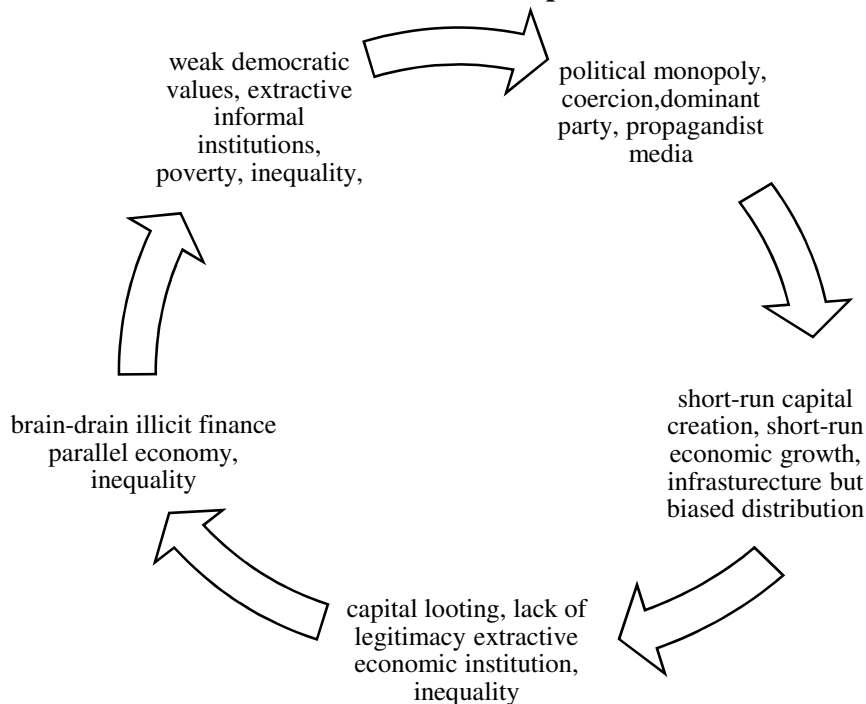 weak democratic
values, extractive
informal
institutions,
poverty, inequality,
political monopoly,
coercion,dominant
party, propagandist
media
short-run capital
creation, short-run
economic growth,
infrasturecture but
biased distribution
capital looting, lack of
legitimacy extractive
economic institution,
inequality
brain-drain illicit finance
parallel economy,
inequality